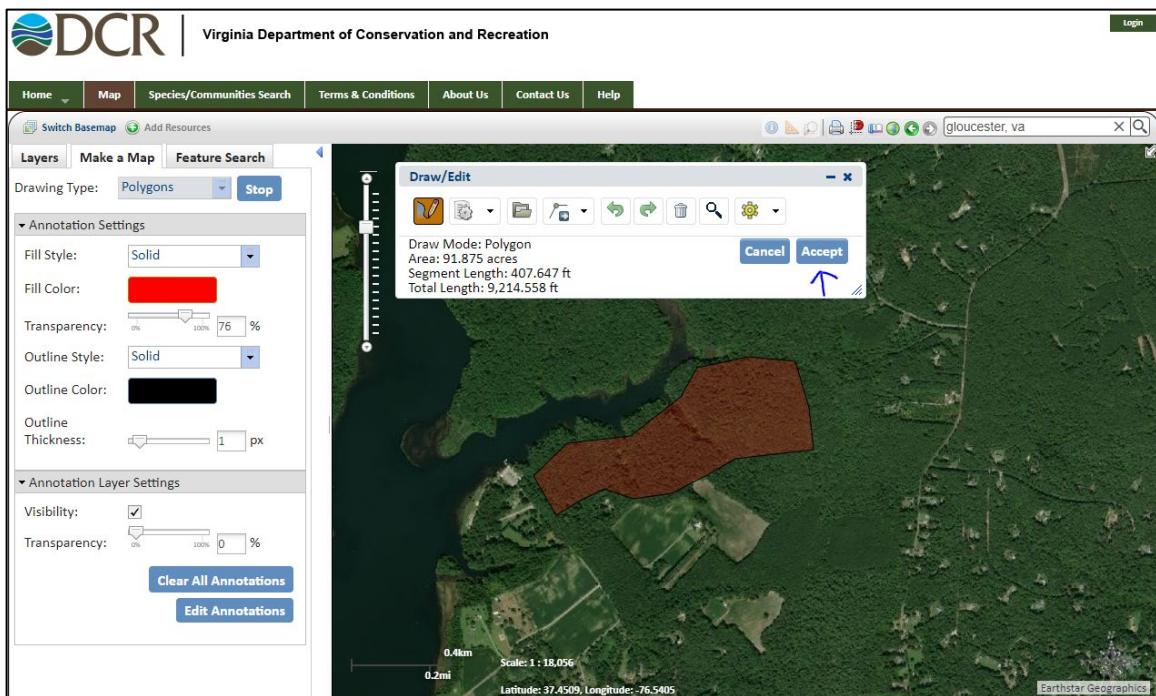 DCR
Virginia Department of Conservation and Recreation
Login
Home
Map
Species/Communities Search
Terms & Conditions
About Us
Contact Us
Help
Switch Basemap
Add Resources
gloucester, va
Layers
Make a Map
Feature Search
Drawing Type: Polygons Stop
Annotation Settings
Fill Style: Solid
Fill Color:
Transparency: 0% 100% 76 %
Outline Style: Solid
Outline Color:
Outline
Thickness: 1 px
Annotation Layer Settings
Visibility:
Transparency: 0% 100% 0 %
Clear All Annotations
Edit Annotations
Draw/Edit
Draw Mode: Polygon
Area: 91.875 acres
Segment Length: 407.647 ft
Total Length: 9,214.558 ft
Cancel Accept
0.4km
0.2mi
Scale: 1 : 18,056
Latitude: 37.4509, Longitude: -76.5405
Earthstar Geographics